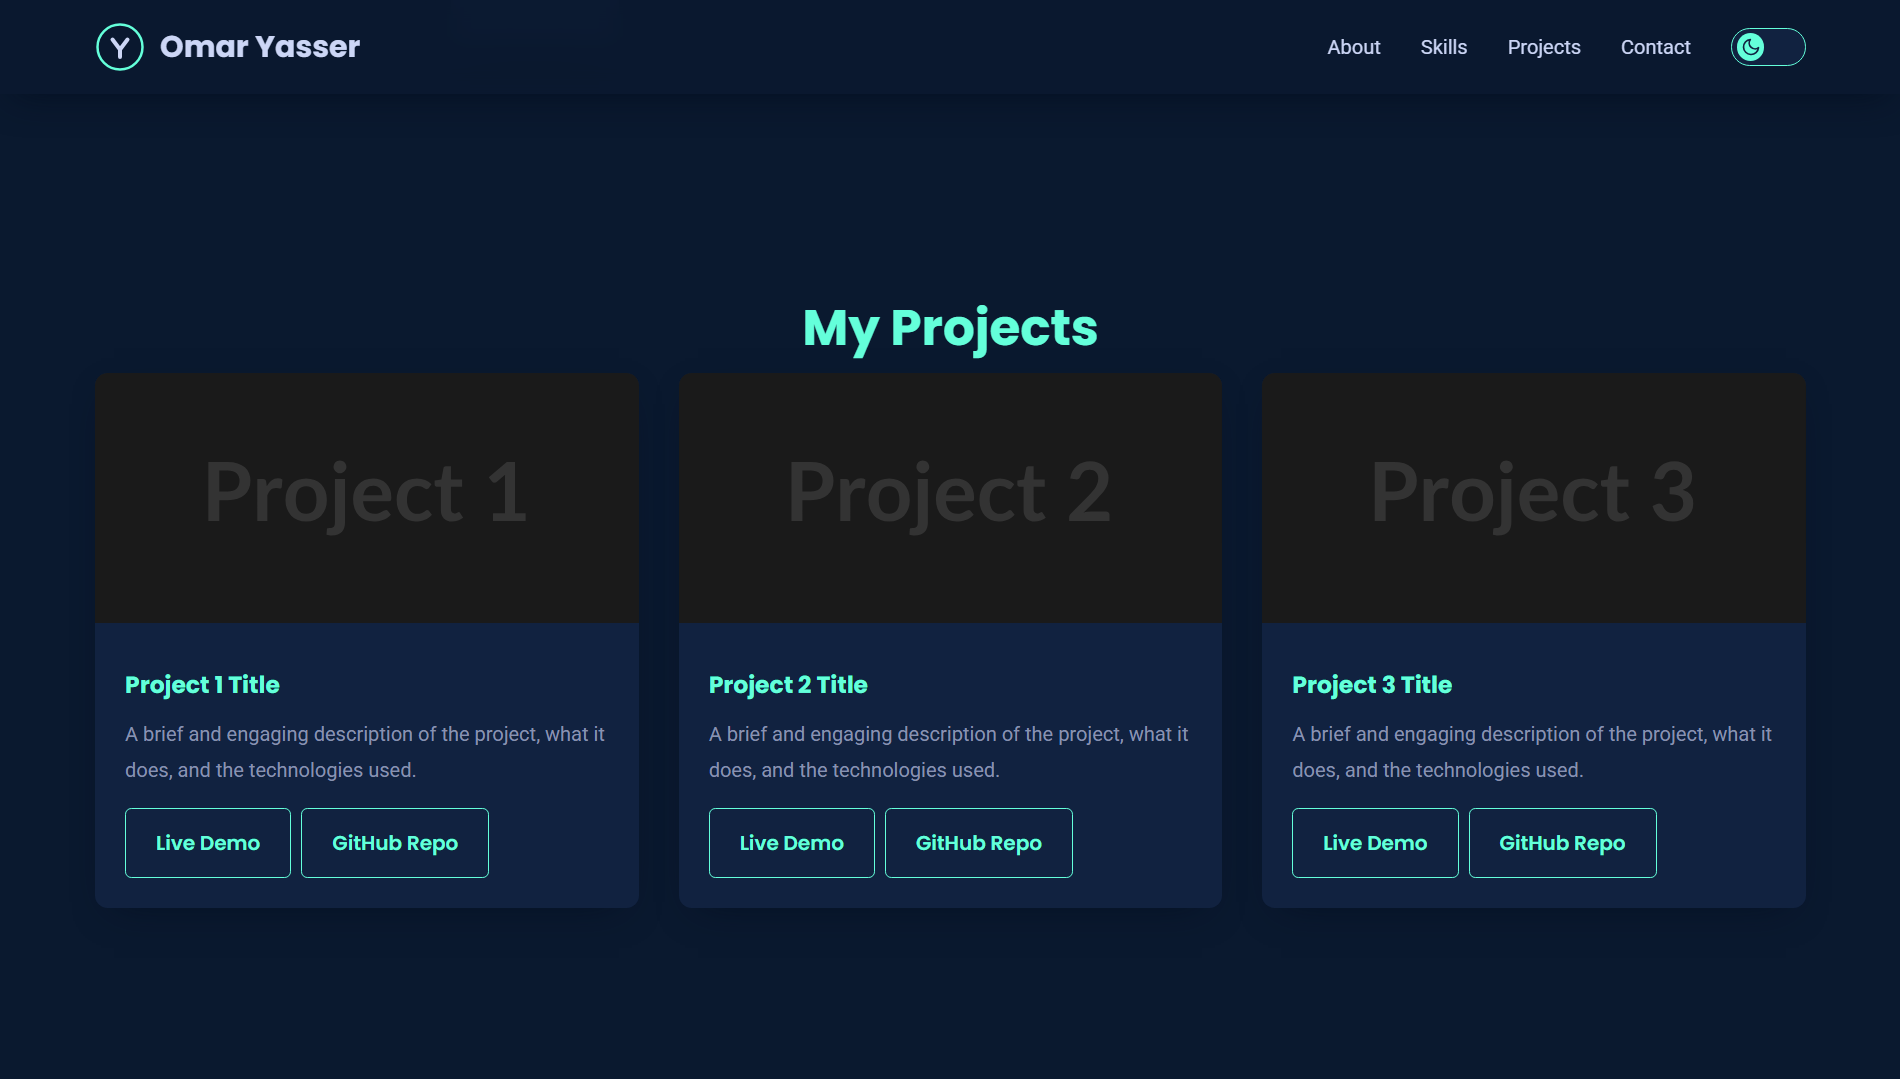 Y Omar Yasser
About Skills Projects Contact
My Projects
Project 1
Project 2
Project 3
Project 1 Title
A brief and engaging description of the project, what it
does, and the technologies used.
Live Demo GitHub Repo
Project 2 Title
A brief and engaging description of the project, what it
does, and the technologies used.
Live Demo GitHub Repo
Project 3 Title
A brief and engaging description of the project, what it
does, and the technologies used.
Live Demo GitHub Repo